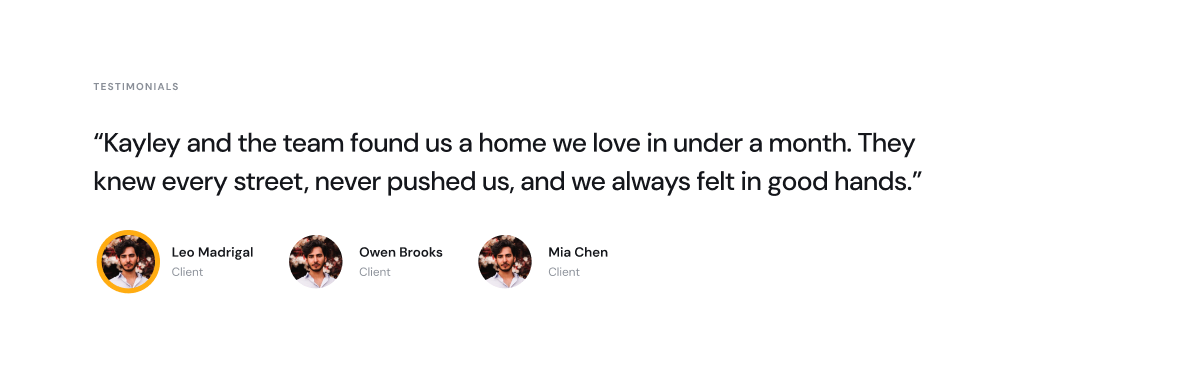 TESTIMONIALS
“Kayley and the team found us a home we love in under a month. They
knew every street, never pushed us, and we always felt in good hands.”
Leo Madrigal
Client
Owen Brooks
Client
Mia Chen
Client